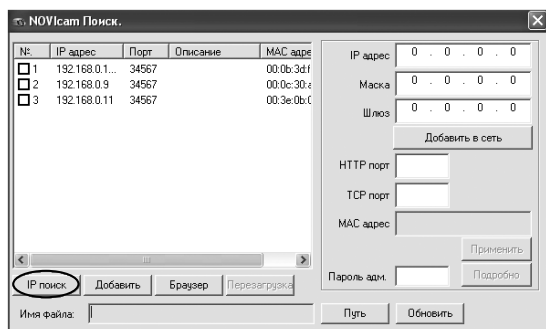 NOVIcam Поиск.
№. IP адрес Порт Описание MAC адре
1 192.168.0.1... 34567 00:0b:3d:f
2 192.168.0.9 34567 00:0c:30:a
3 192.168.0.11 34567 00:3e:0b:0
IP адрес 0 . 0 . 0 . 0
Маска 0 . 0 . 0 . 0
Шлюз 0 . 0 . 0 . 0
Добавить в сеть
HTTP порт
TCP порт
MAC адрес
Применить
Пароль адм. Подробно
IP поиск Добавить Браузер Перезагрузка
Имя файла: Путь Обновить